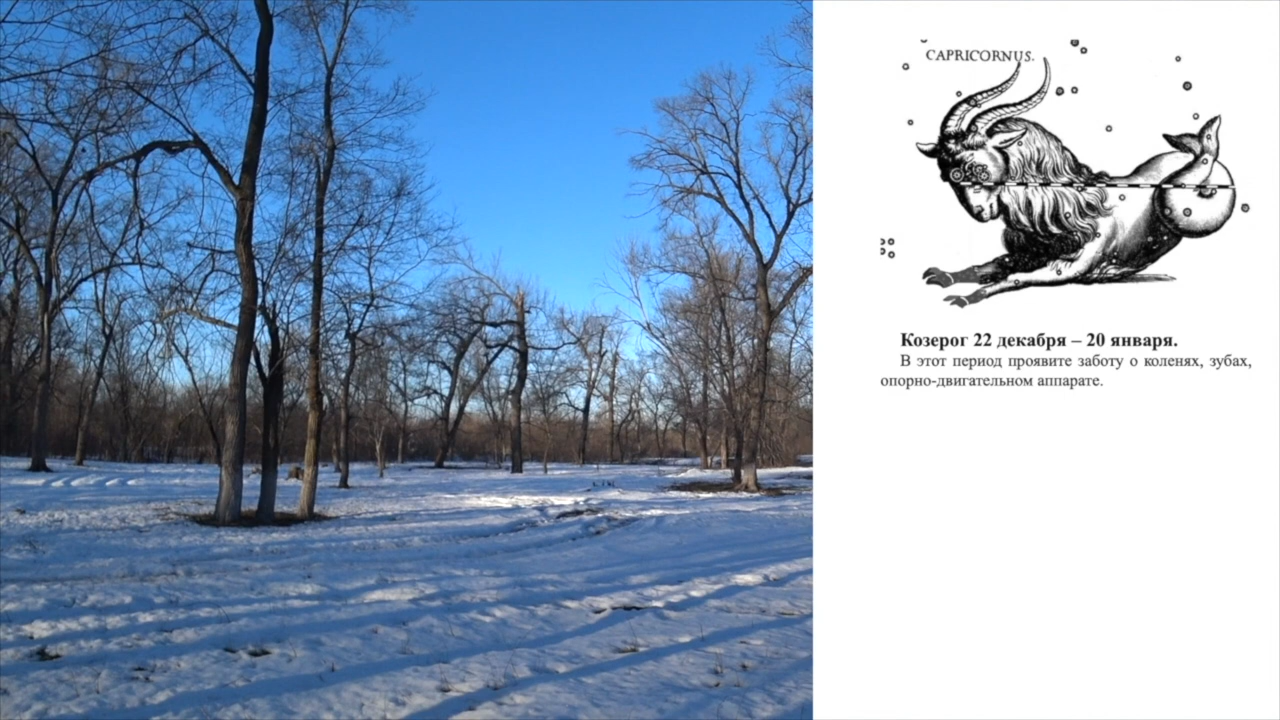 CAPRICORNUS.
Козерог 22 декабря – 20 января.
В этот период проявите заботу о коленях, зубах,
опорно-двигательном аппарате.